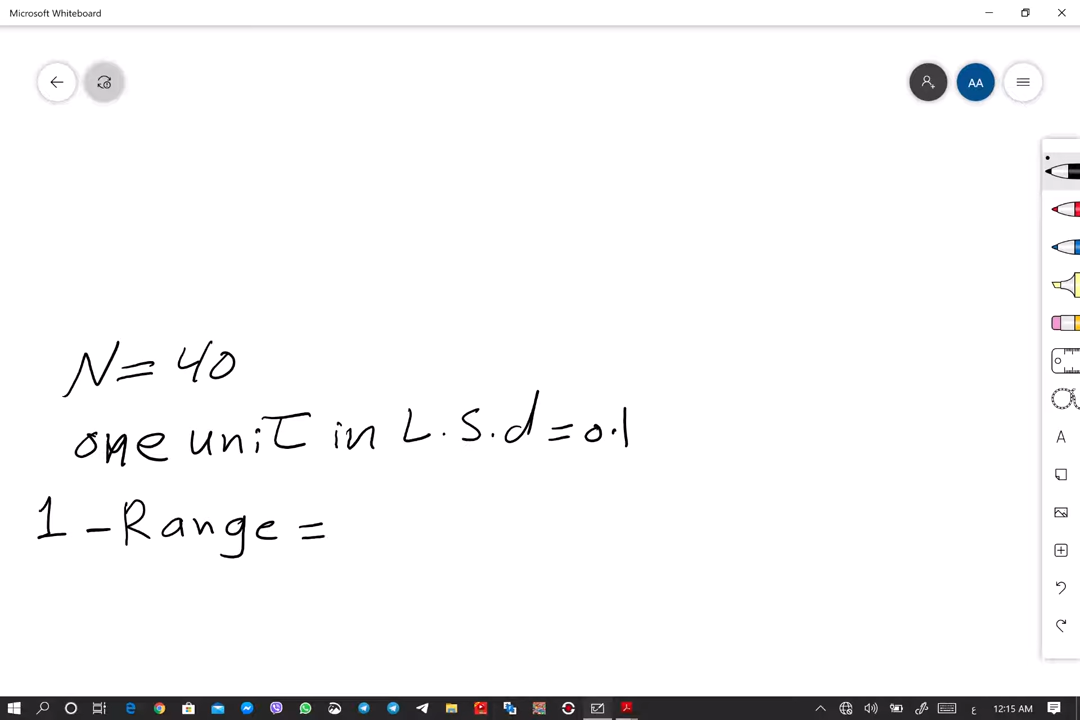 Microsoft Whiteboard
AA
N = 40
one unit in L.S.d = 0.1
1 - Range =
A
ع 12:15 AM